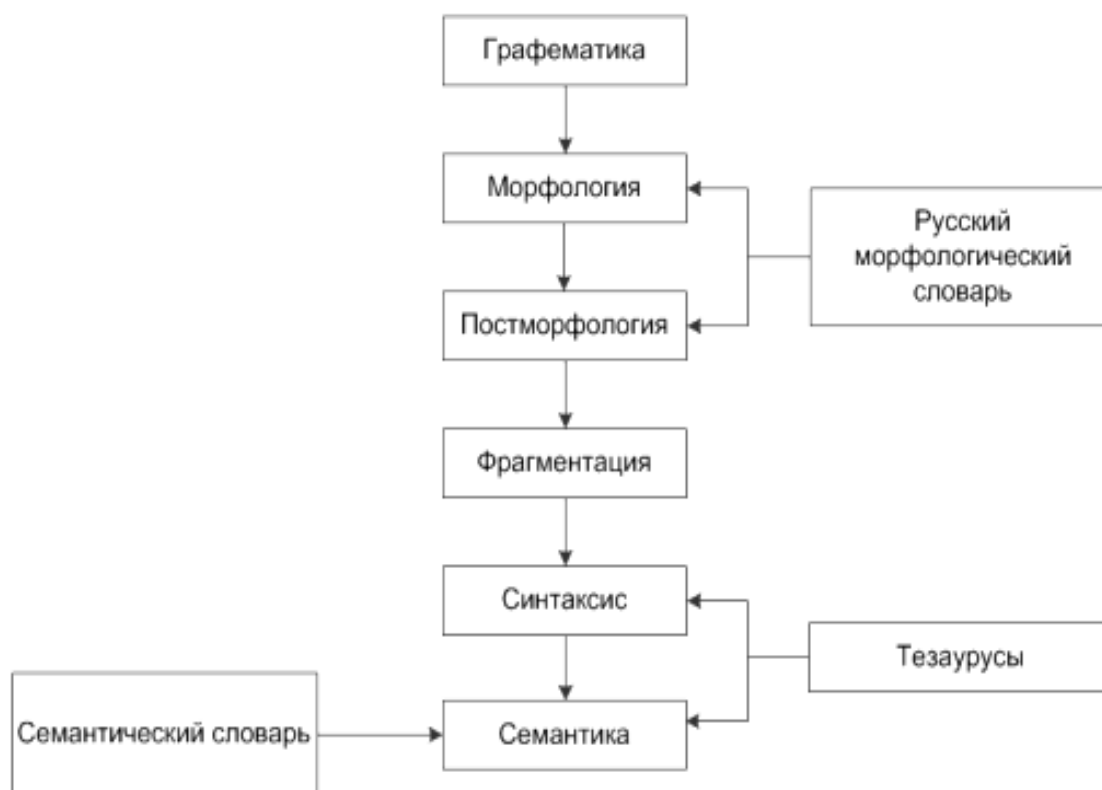 Графематика
Морфология
Русский
морфологический
словарь
Постморфология
Фрагментация
Синтаксис
Тезаурусы
Семантический словарь
Семантика